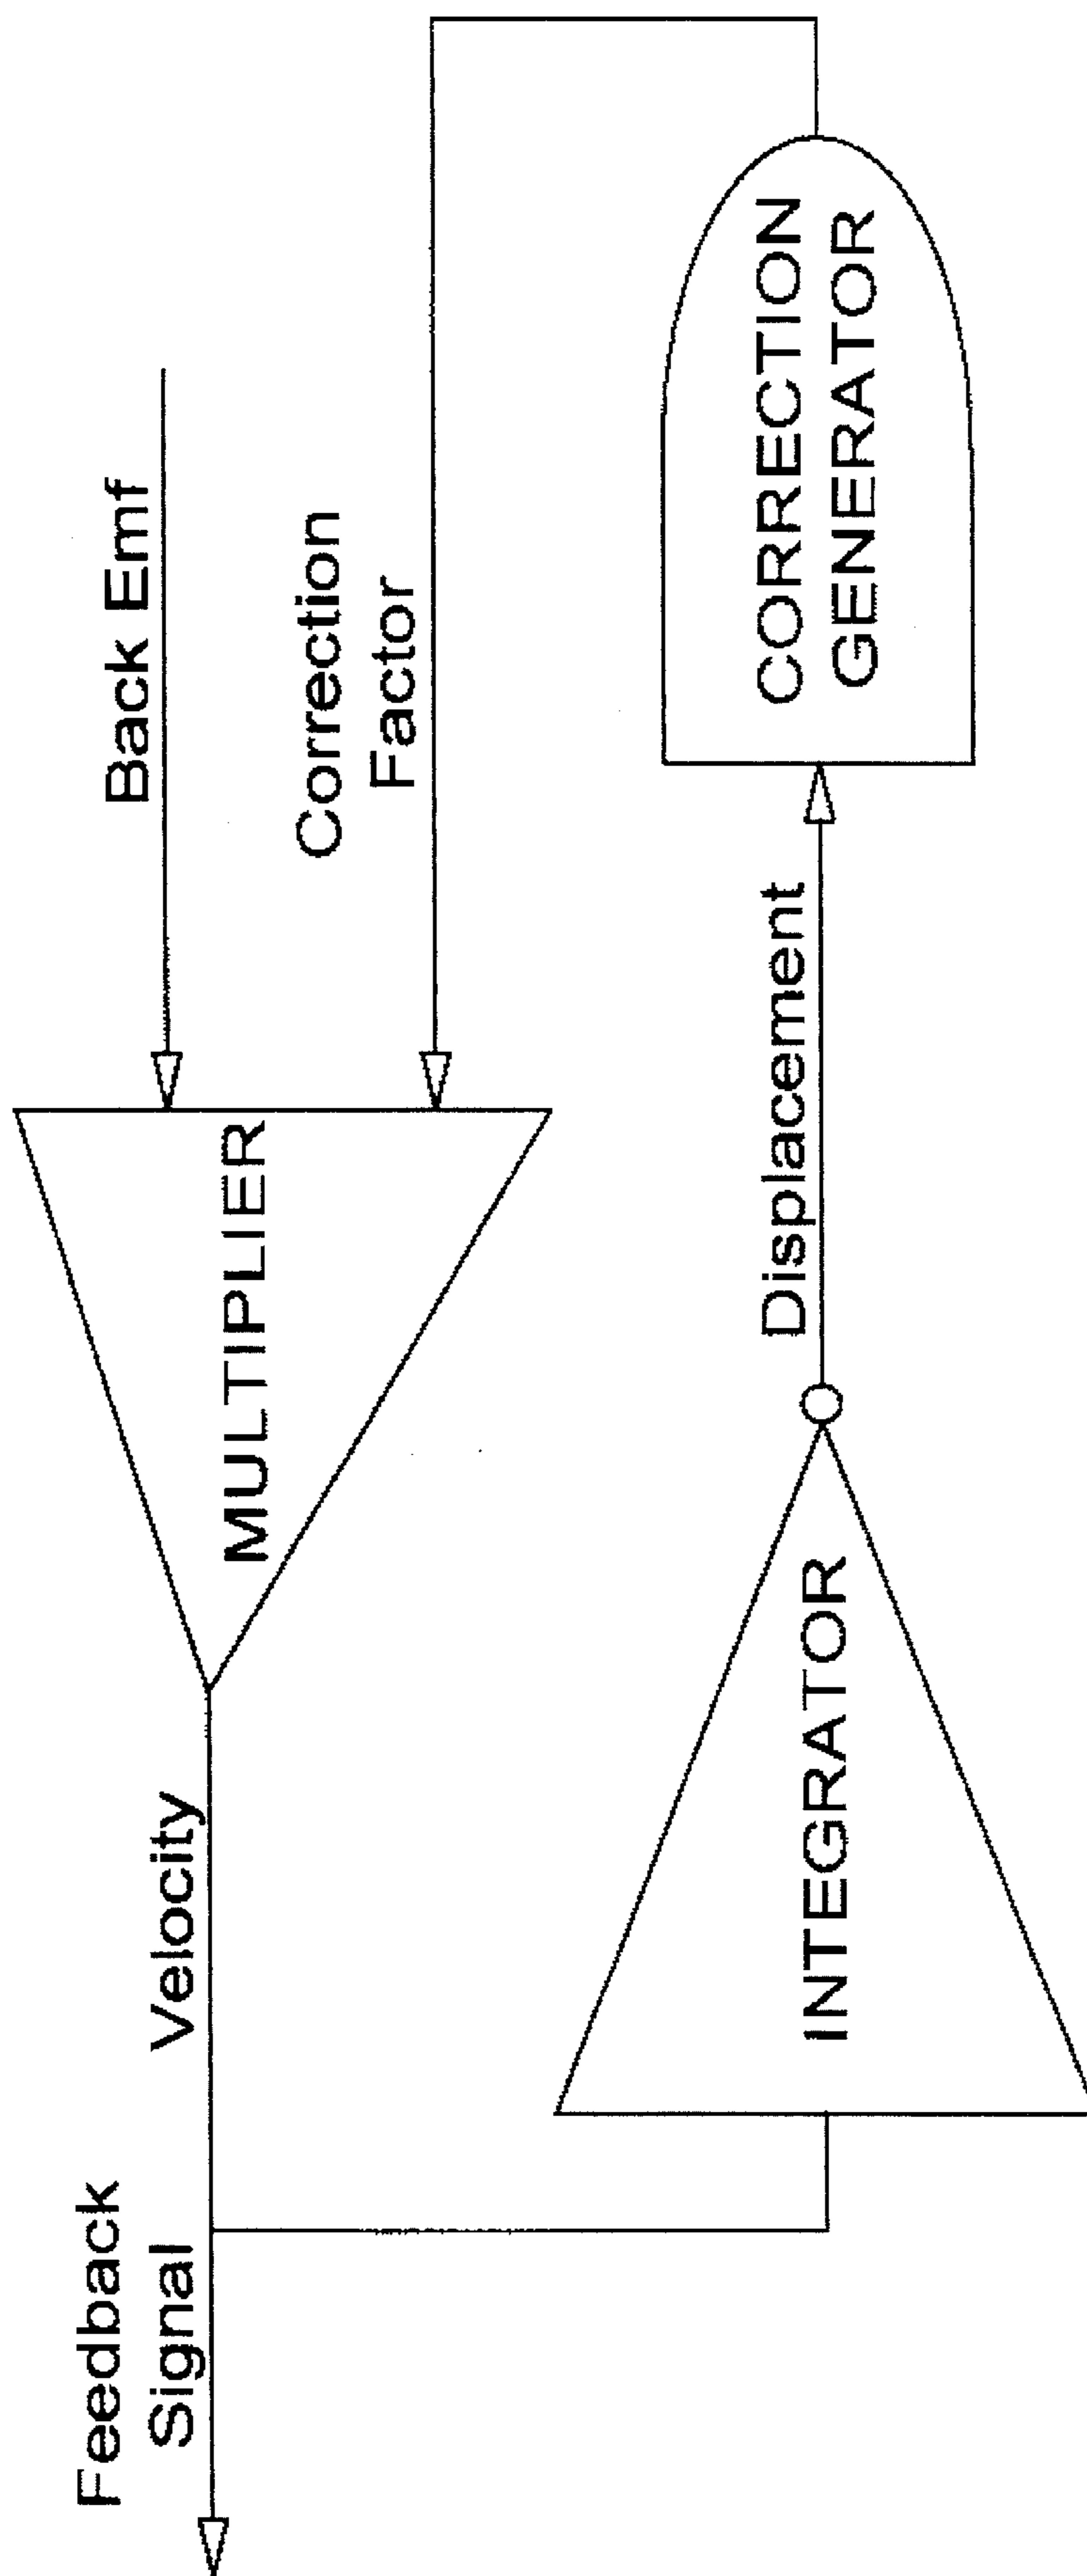 Feedback
Signal
Velocity
MULTIPLIER
Back Emf
Correction
Factor
INTEGRATOR
Displacement
CORRECTION
GENERATOR